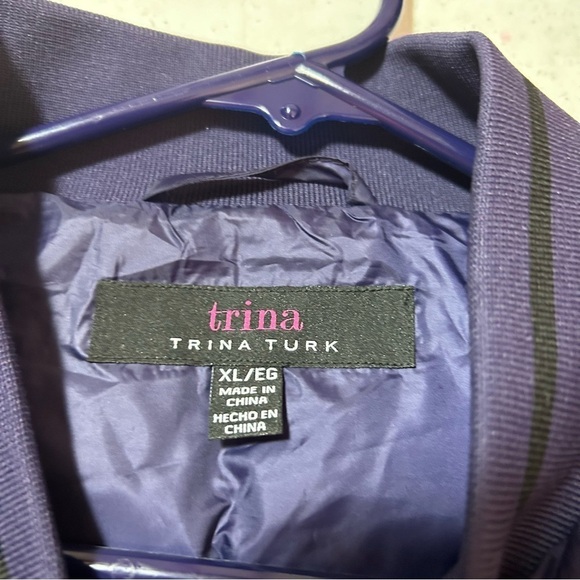 trina
TRINA TURK
XL/EG
MADE IN
CHINA
HECHO EN
CHINA